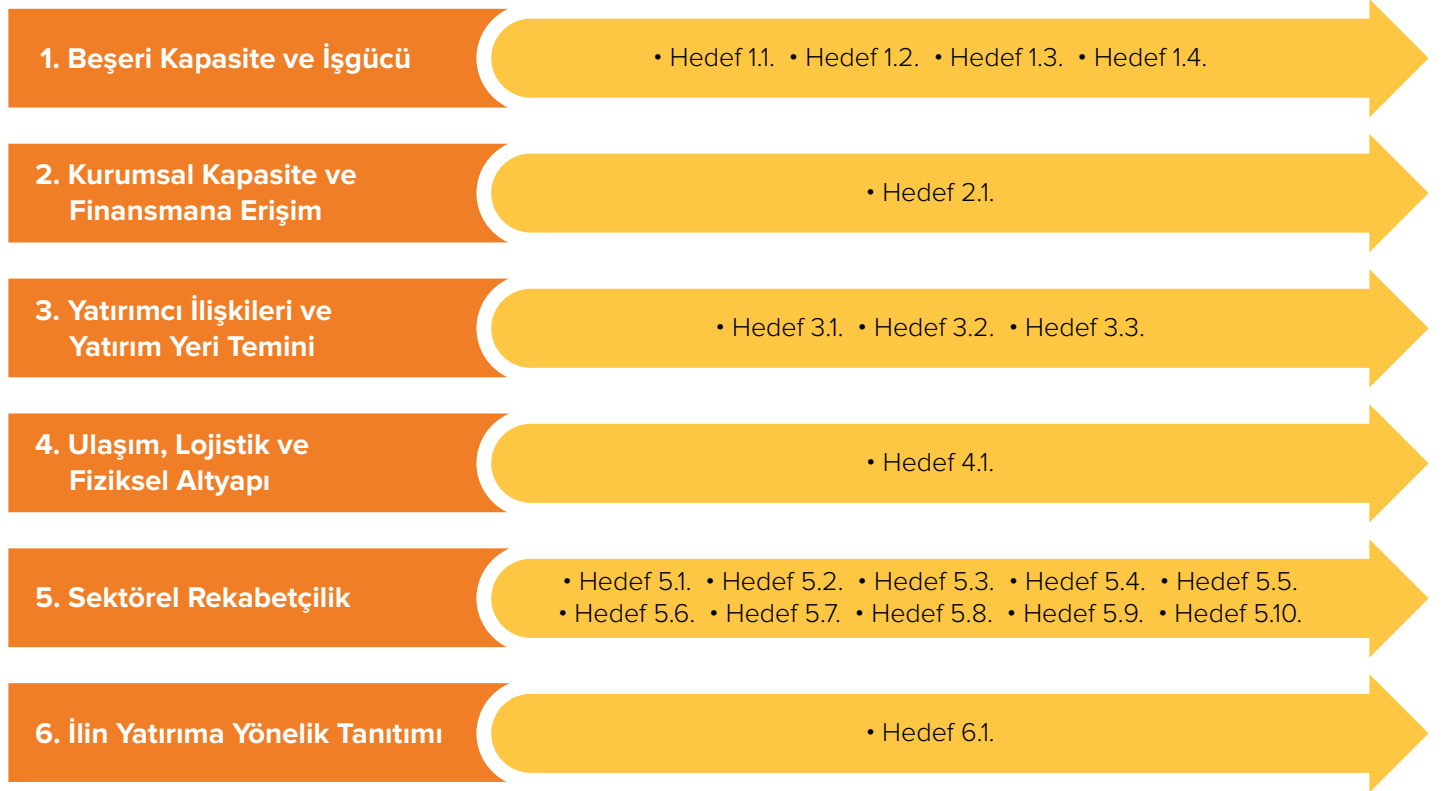 1. Beşeri Kapasite ve İşgücü
• Hedef 1.1. • Hedef 1.2. • Hedef 1.3. • Hedef 1.4.
2. Kurumsal Kapasite ve
Finansmana Erişim
• Hedef 2.1.
3. Yatırımcı İlişkileri ve
Yatırım Yeri Temini
• Hedef 3.1. • Hedef 3.2. • Hedef 3.3.
4. Ulaşım, Lojistik ve
Fiziksel Altyapı
• Hedef 4.1.
5. Sektörel Rekabetçilik
• Hedef 5.1. • Hedef 5.2. • Hedef 5.3. • Hedef 5.4. • Hedef 5.5.
• Hedef 5.6. • Hedef 5.7. • Hedef 5.8. • Hedef 5.9. • Hedef 5.10.
6. İlin Yatırıma Yönelik Tanıtımı
• Hedef 6.1.